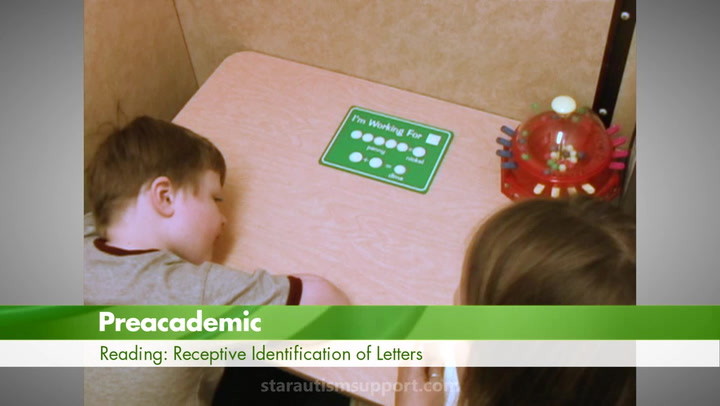 I'm Working For
penny
nickel
dime
Preacademic
Reading: Receptive Identification of Letters
starautismsupport.com